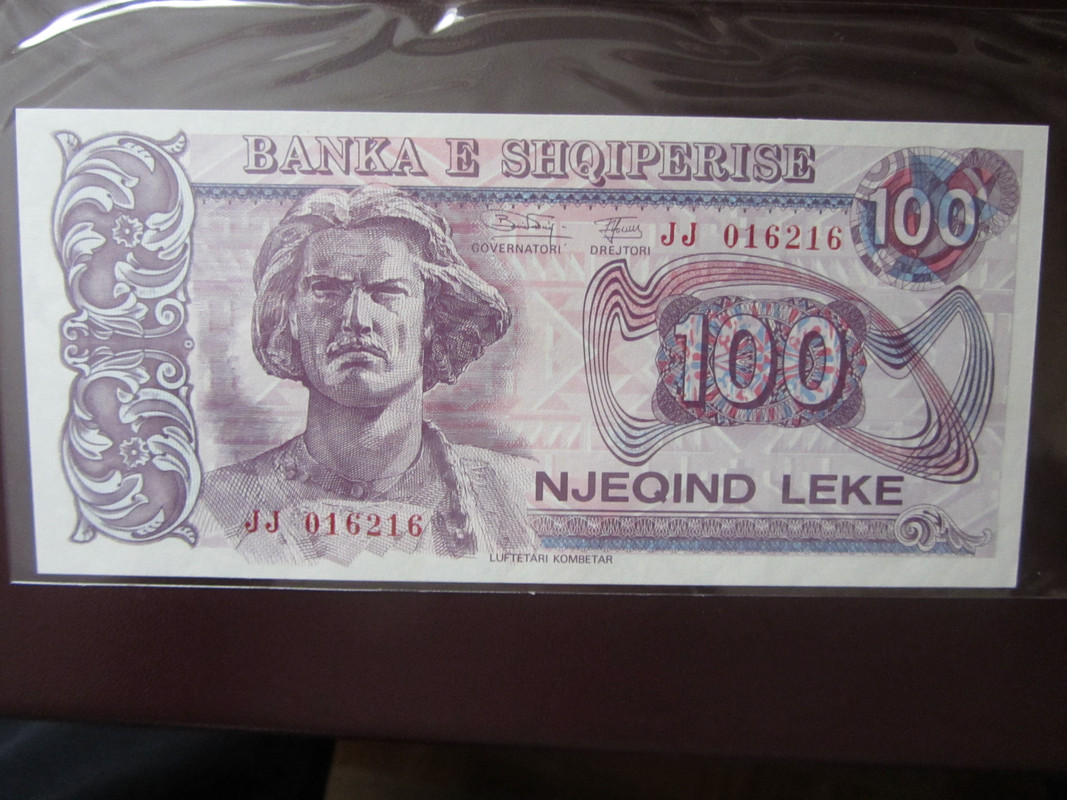 BANKA E SHQIPERISE
100
GOVERNATORI DREJTORI
JJ 016216
100
NJEQIND LEKE
JJ 016216
LUFTETARI KOMBETAR